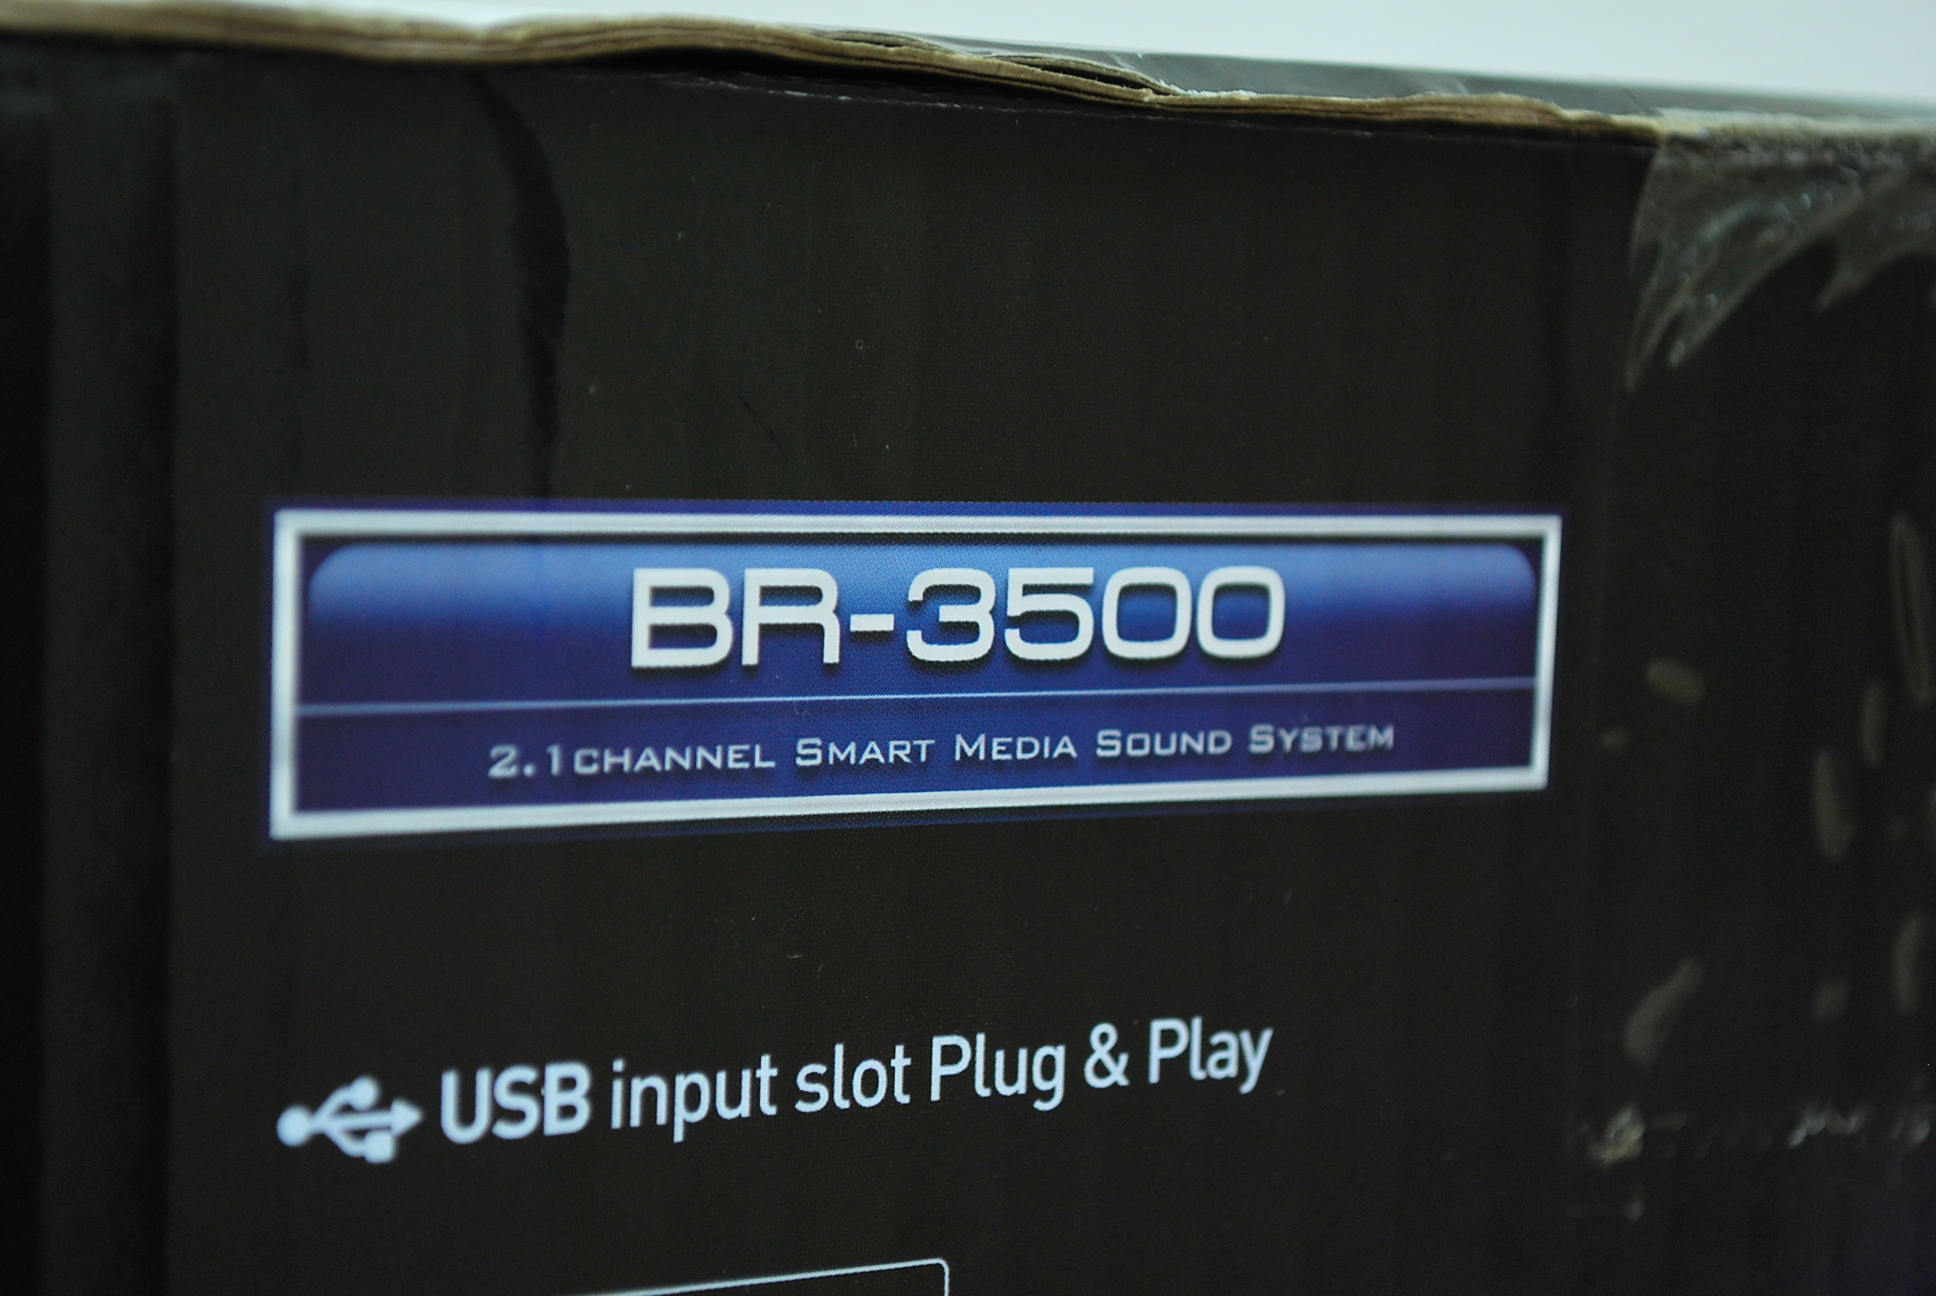 BR-3500
2.1CHANNEL SMART MEDIA SOUND SYSTEM
USB input slot Plug & Play